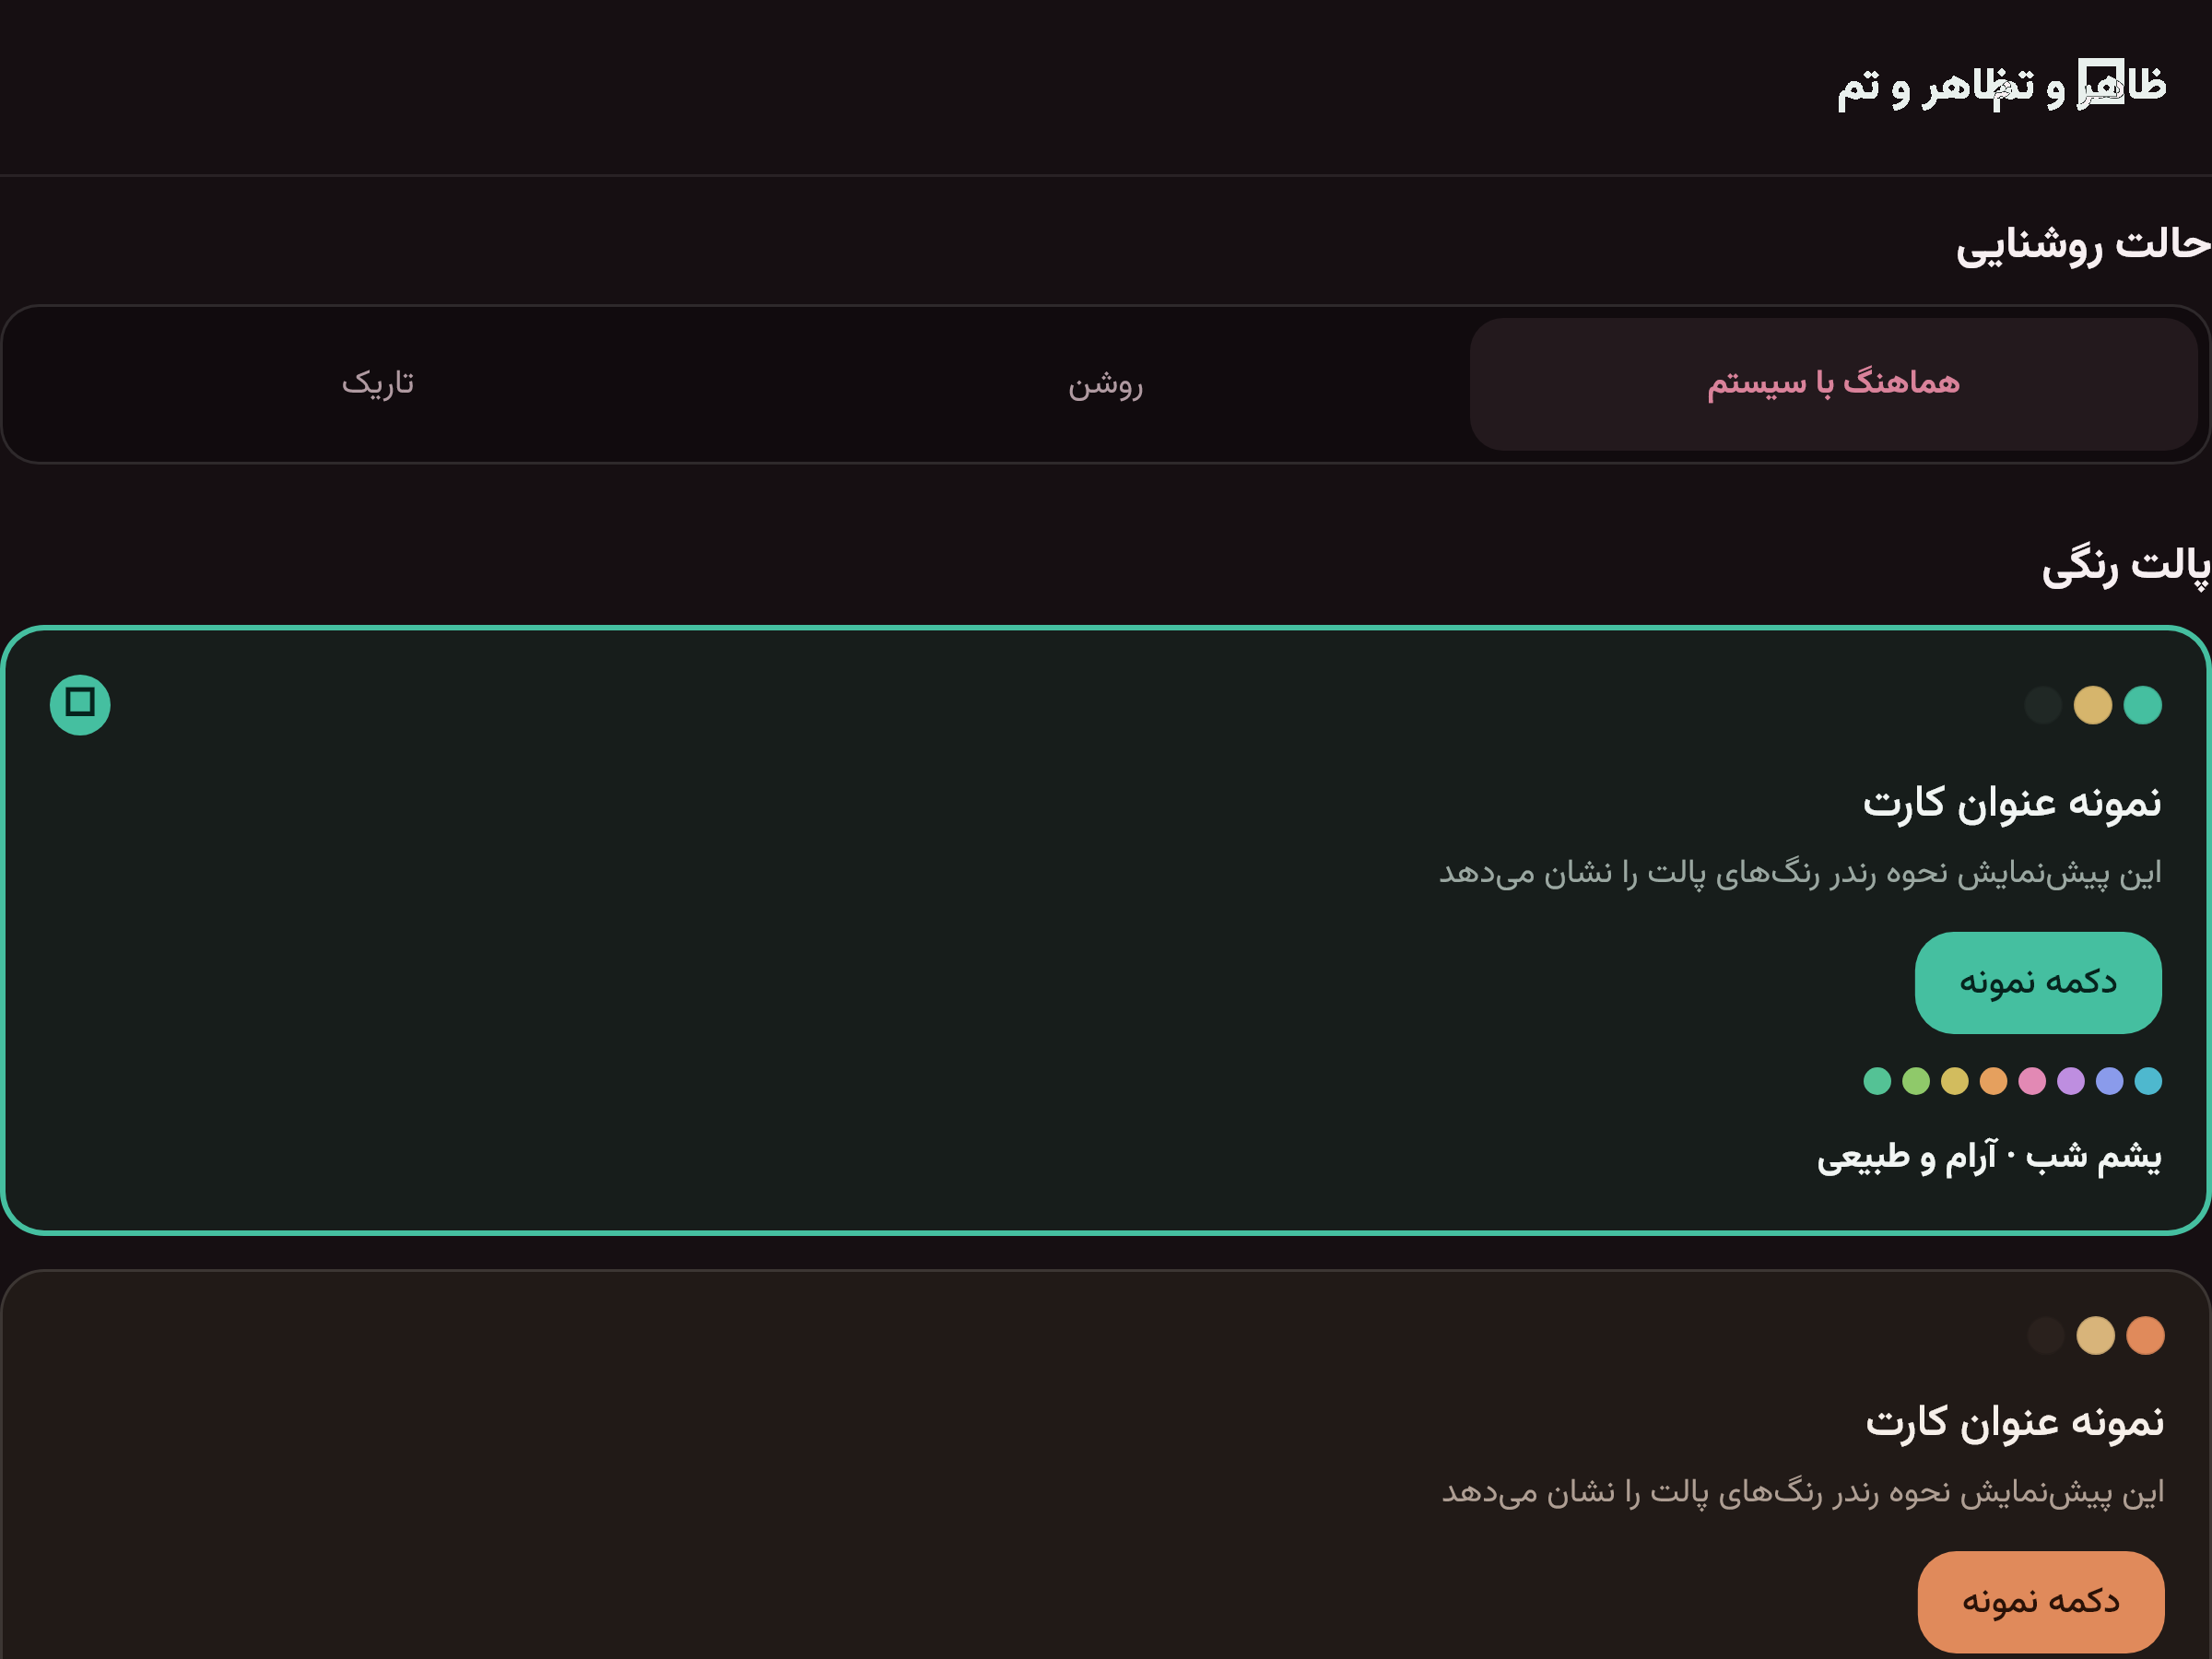 ظاهر و تم
ظاهر و تم
حالت روشنایی
هماهنگ با سیستم
روشن
تاریک
پالت رنگی
نمونه عنوان کارت
این پیش‌نمایش نحوه رندر رنگ‌های پالت را نشان می‌دهد
دکمه نمونه
یشم شب · آرام و طبیعی
نمونه عنوان کارت
این پیش‌نمایش نحوه رندر رنگ‌های پالت را نشان می‌دهد
دکمه نمونه